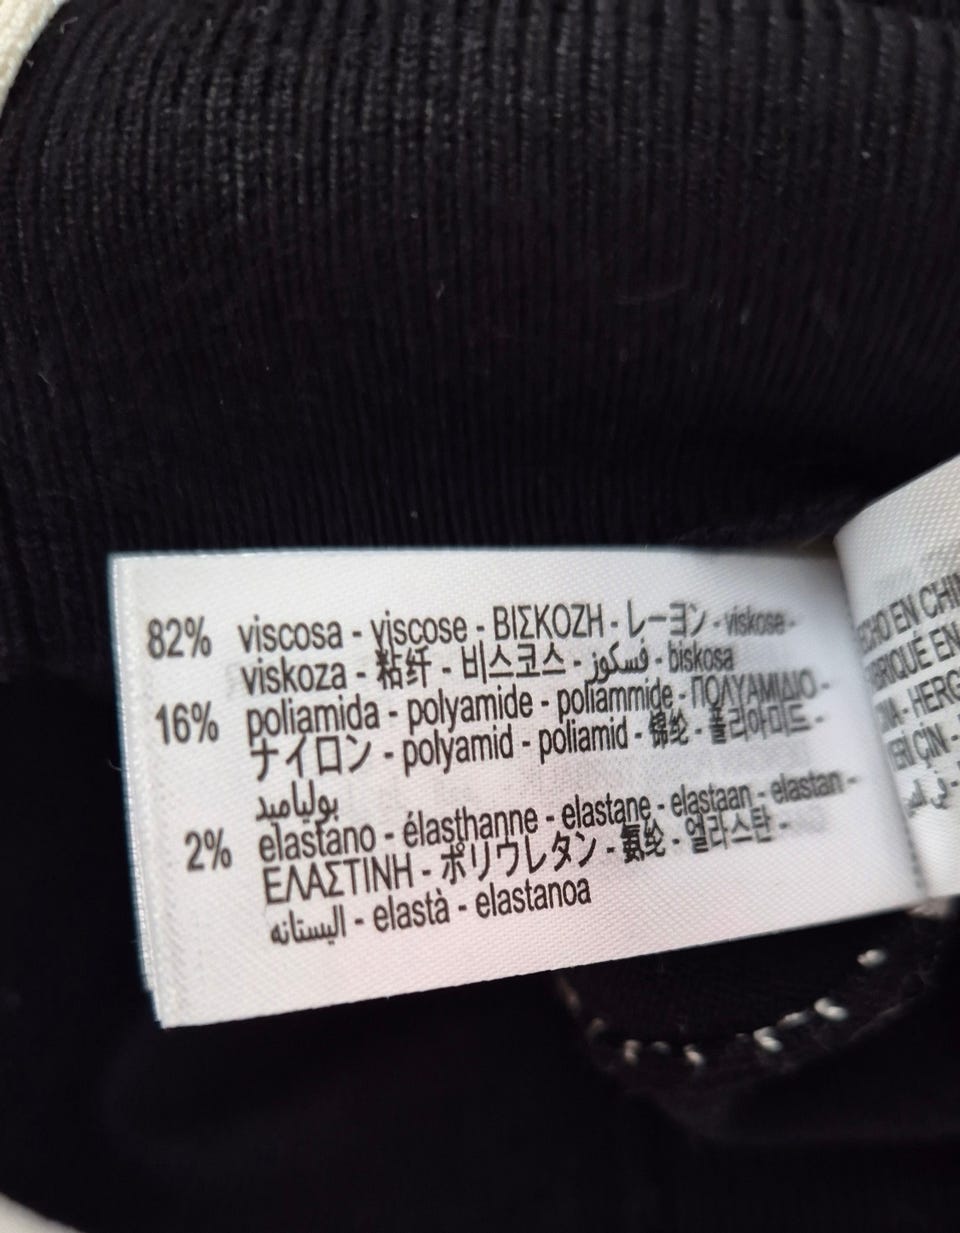 82% viscosa - viscose - ΒΙΣΚΟΖΗ - レーヨン - viskose -
viskoza - 粘纤 - 비스코스 - فسكوز - biskosa
16% poliamida - polyamide - poliammide - ΠΟΛΥΑΜΙΔΙΟ -
ナイロン - polyamid - poliamid - 锦纶 - 폴리아미드 -
بولياميد
2% elastano - élasthanne - elastane - elastaan - elastan -
ΕΛΑΣΤΙΝΗ - ポリウレタン - 氨纶 - 엘라스탄 -
اليستانه - elastà - elastanoa
EN CHIN
EN
ÇIN -